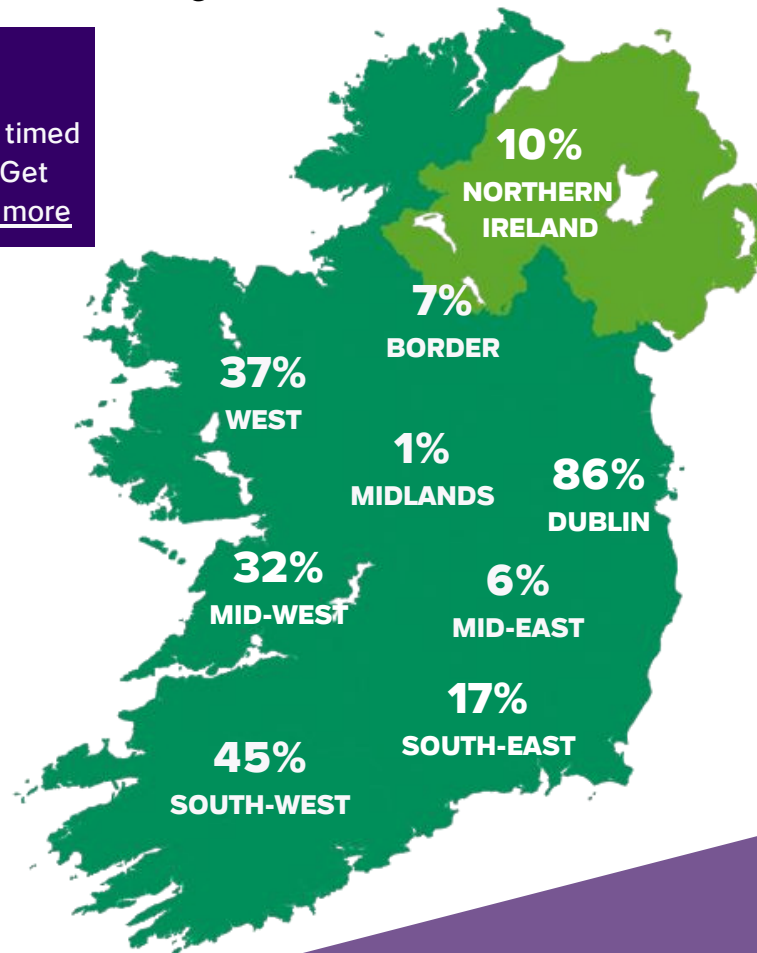 timed
Get
more
10%
NORTHERN
IRELAND
7%
BORDER
37%
WEST
1%
MIDLANDS
86%
DUBLIN
32%
MID-WEST
6%
MID-EAST
17%
SOUTH-EAST
45%
SOUTH-WEST